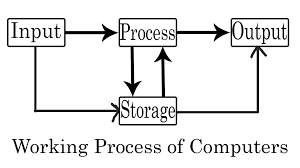 Input
Process
Output
Storage
Working Process of Computers